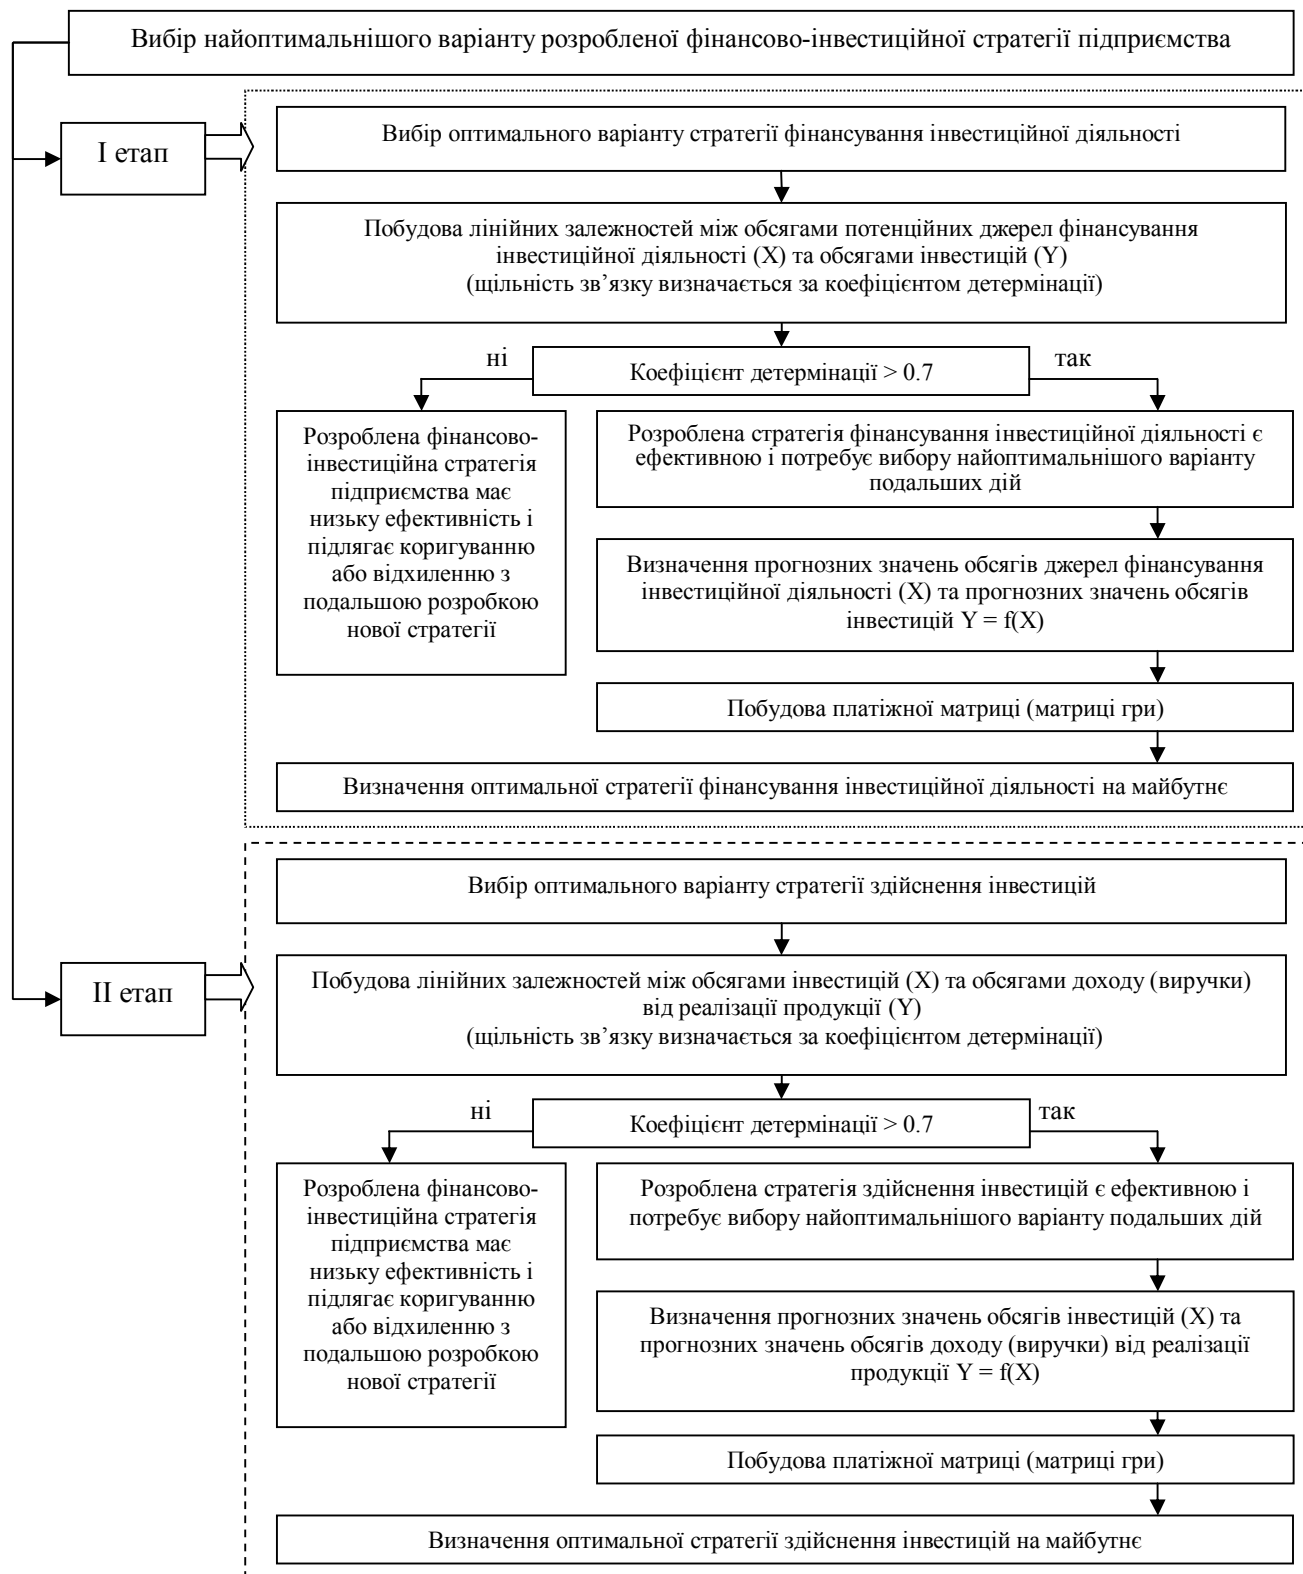 Вибір найоптимальнішого варіанту розробленої фінансово-інвестиційної стратегії підприємства
І етап
Вибір оптимального варіанту стратегії фінансування інвестиційної діяльності
Побудова лінійних залежностей між обсягами потенційних джерел фінансування
інвестиційної діяльності (X) та обсягами інвестицій (Y)
(щільність зв’язку визначається за коефіцієнтом детермінації)
ні
Коефіцієнт детермінації > 0.7
так
Розроблена фінансово-
інвестиційна стратегія
підприємства має
низьку ефективність і
підлягає коригуванню
або відхиленню з
подальшою розробкою
нової стратегії
Розроблена стратегія фінансування інвестиційної діяльності є
ефективною і потребує вибору найоптимальнішого варіанту
подальших дій
Визначення прогнозних значень обсягів джерел фінансування
інвестиційної діяльності (X) та прогнозних значень обсягів
інвестицій Y = f(X)
Побудова платіжної матриці (матриці гри)
Визначення оптимальної стратегії фінансування інвестиційної діяльності на майбутнє
ІІ етап
Вибір оптимального варіанту стратегії здійснення інвестицій
Побудова лінійних залежностей між обсягами інвестицій (X) та обсягами доходу (виручки)
від реалізації продукції (Y)
(щільність зв’язку визначається за коефіцієнтом детермінації)
ні
Коефіцієнт детермінації > 0.7
так
Розроблена фінансово-
інвестиційна стратегія
підприємства має
низьку ефективність і
підлягає коригуванню
або відхиленню з
подальшою розробкою
нової стратегії
Розроблена стратегія здійснення інвестицій є ефективною і
потребує вибору найоптимальнішого варіанту подальших дій
Визначення прогнозних значень обсягів інвестицій (X) та
прогнозних значень обсягів доходу (виручки) від реалізації
продукції Y = f(X)
Побудова платіжної матриці (матриці гри)
Визначення оптимальної стратегії здійснення інвестицій на майбутнє